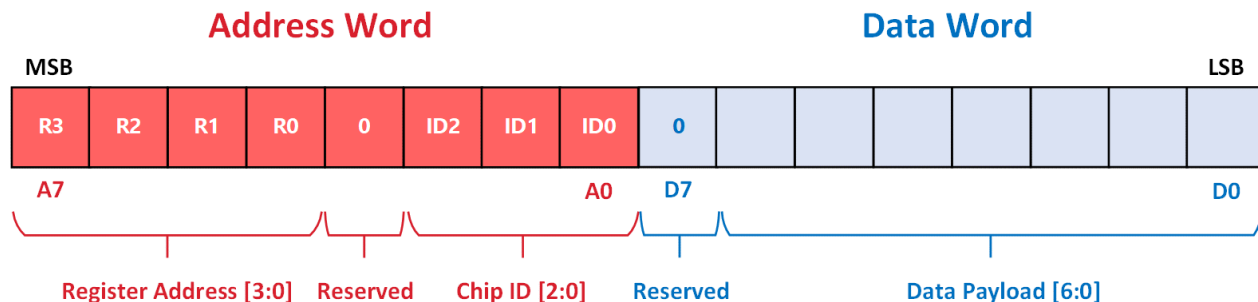 Address Word Data Word
MSB LSB
R3 R2 R1 R0 0 ID2 ID1 ID0 0
A7 A0 D7 D0
Register Address [3:0] Reserved Chip ID [2:0] Reserved Data Payload [6:0]